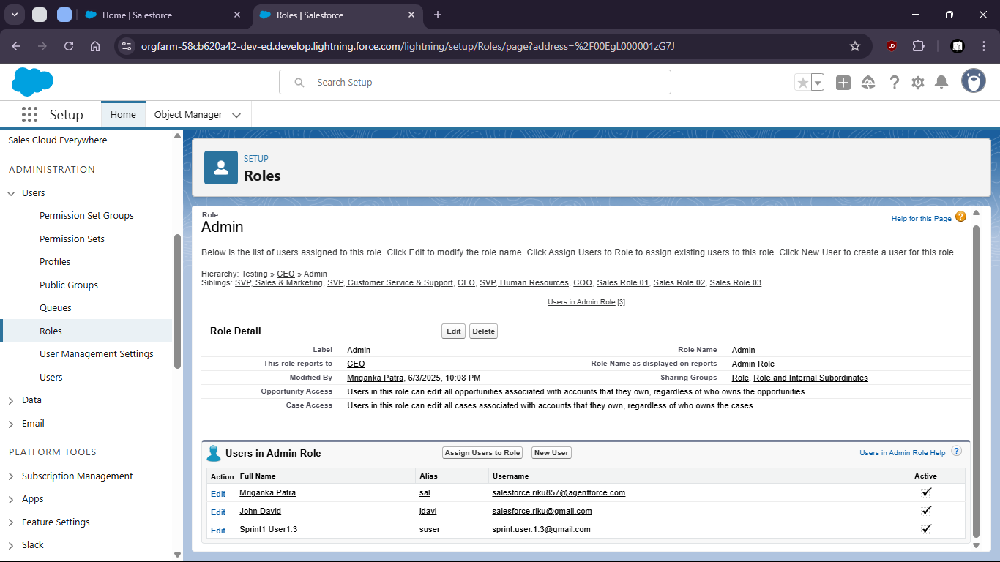 Home | Salesforce
Roles | Salesforce
orgfarm-58cb620a42-dev-ed.develop.lightning.force.com/lightning/setup/Roles/page?address=%2F00EgL000001zG7J
Search Setup
Setup
Home
Object Manager
Sales Cloud Everywhere
ADMINISTRATION
Users
Permission Set Groups
Permission Sets
Profiles
Public Groups
Queues
Roles
User Management Settings
Users
Data
Email
PLATFORM TOOLS
Subscription Management
Apps
Feature Settings
Slack
SETUP
Roles
Role
Admin
Help for this Page ?
Below is the list of users assigned to this role. Click Edit to modify the role name. Click Assign Users to Role to assign existing users to this role. Click New User to create a user for this role.
Hierarchy: Testing » CEO » Admin
Siblings: SVP, Sales & Marketing, SVP, Customer Service & Support, CFO, SVP, Human Resources, COO, Sales Role 01, Sales Role 02, Sales Role 03
Users in Admin Role [3]
Role Detail
Edit Delete
Label Admin Role Name Admin
This role reports to CEO Role Name as displayed on reports Admin Role
Modified By Mriganka Patra, 6/3/2025, 10:08 PM Sharing Groups Role, Role and Internal Subordinates
Opportunity Access Users in this role can edit all opportunities associated with accounts that they own, regardless of who owns the opportunities
Case Access Users in this role can edit all cases associated with accounts that they own, regardless of who owns the cases
Users in Admin Role
Assign Users to Role New User
Users in Admin Role Help ?
Action Full Name Alias Username Active
Edit Mriganka Patra sal salesforce.riku857@agentforce.com ✓
Edit John David jdavi salesforce.riku@gmail.com ✓
Edit Sprint1 User1.3 suser sprint.user.1.3@gmail.com ✓